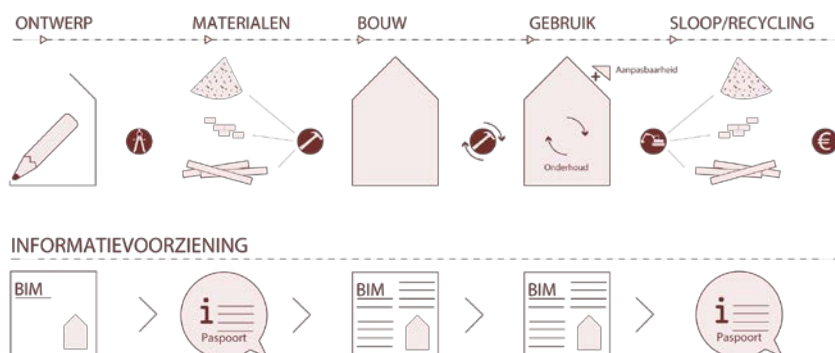 ONTWERP
MATERIALEN
BOUW
GEBRUIK
SLOOP/RECYCLING
Aanpasbaarheid
Onderhoud
€
INFORMATIEVOORZIENING
BIM
i
Paspoort
BIM
BIM
i
Paspoort